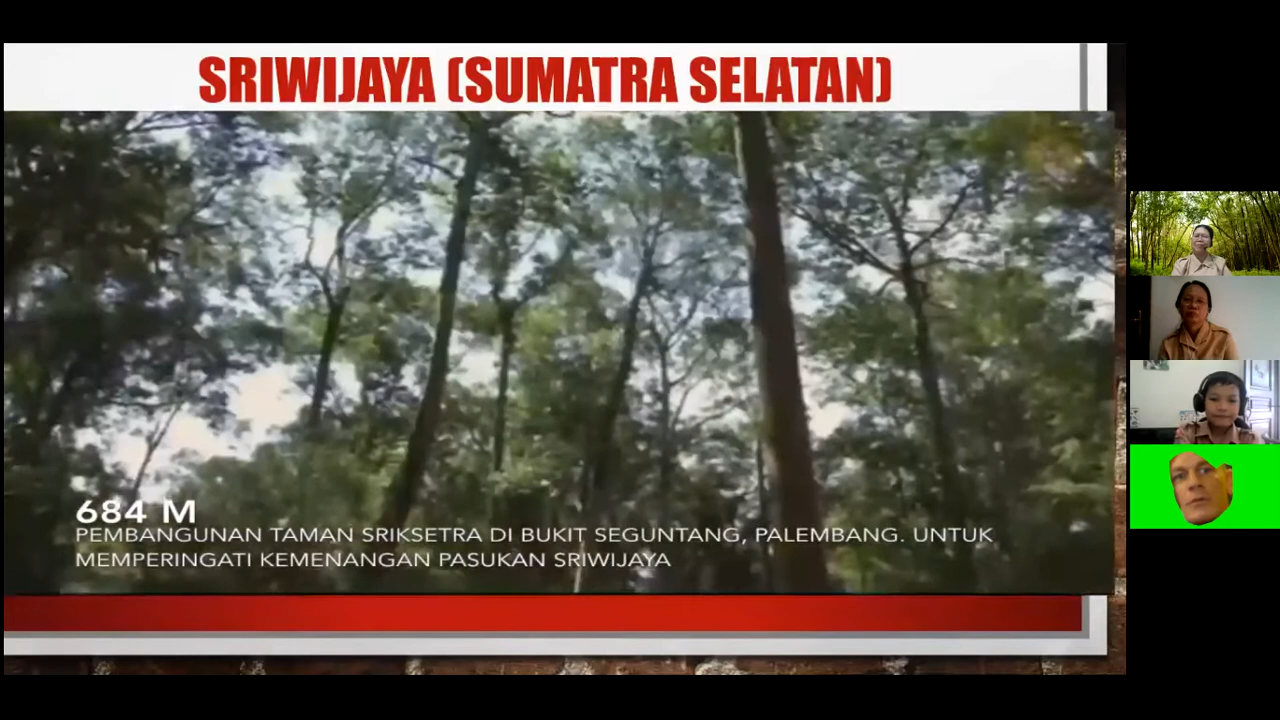 SRIWIJAYA (SUMATRA SELATAN)
684 M
PEMBANGUNAN TAMAN SRIKSETRA DI BUKIT SEGUNTANG, PALEMBANG. UNTUK
MEMPERINGATI KEMENANGAN PASUKAN SRIWIJAYA